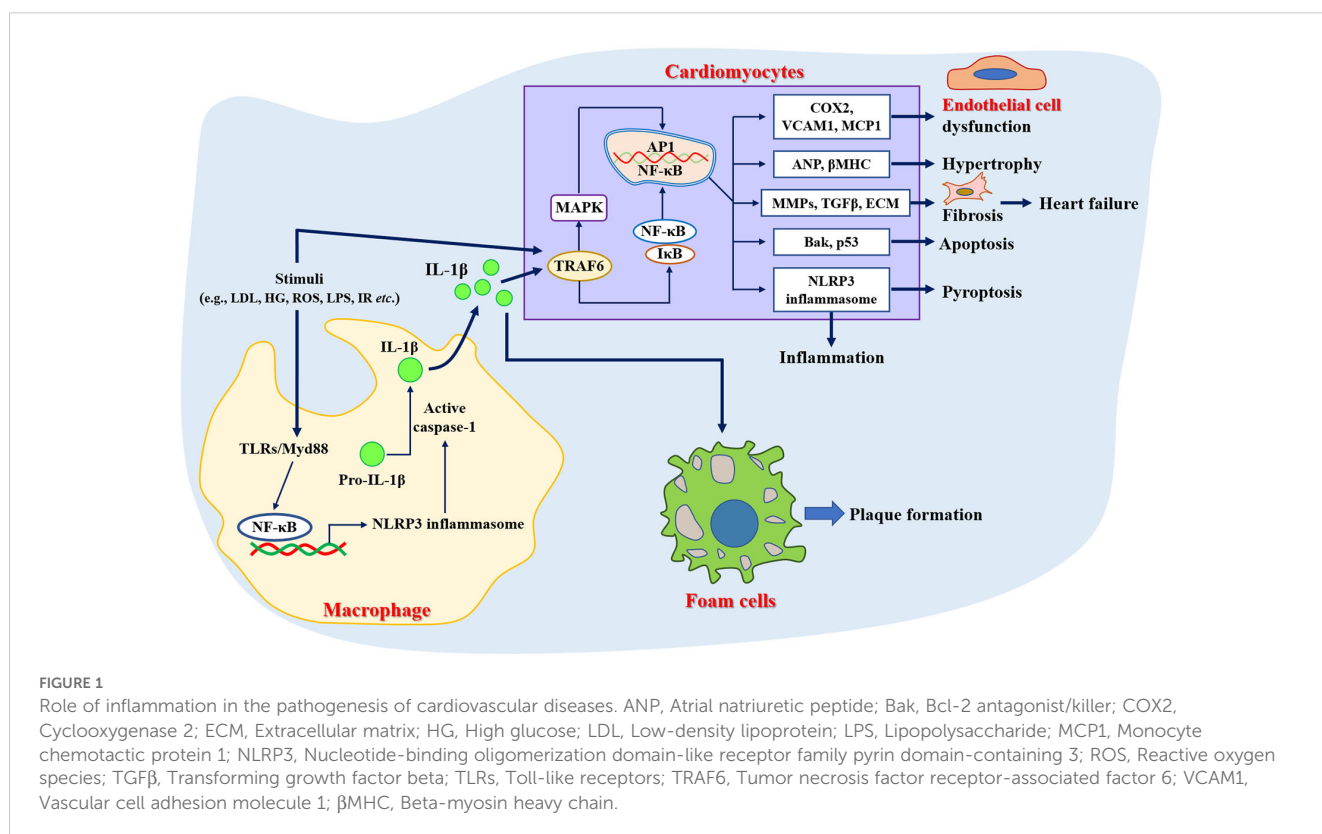 Cardiomyocytes
COX2,
VCAM1, MCP1
Endothelial cell
dysfunction
AP1
NF-κB
ANP, βMHC
Hypertrophy
MAPK
MMPs, TGFβ, ECM
Fibrosis
Heart failure
NF-κB
IκB
Bak, p53
Apoptosis
TRAF6
IL-1β
Stimuli
(e.g., LDL, HG, ROS, LPS, IR etc.)
NLRP3
inflammasome
Pyroptosis
Inflammation
IL-1β
Active
caspase-1
TLRs/Myd88
Pro-IL-1β
NF-κB
NLRP3 inflammasome
Plaque formation
Macrophage
Foam cells
FIGURE 1
Role of inflammation in the pathogenesis of cardiovascular diseases. ANP, Atrial natriuretic peptide; Bak, Bcl-2 antagonist/killer; COX2,
Cyclooxygenase 2; ECM, Extracellular matrix; HG, High glucose; LDL, Low-density lipoprotein; LPS, Lipopolysaccharide; MCP1, Monocyte
chemotactic protein 1; NLRP3, Nucleotide-binding oligomerization domain-like receptor family pyrin domain-containing 3; ROS, Reactive oxygen
species; TGFβ, Transforming growth factor beta; TLRs, Toll-like receptors; TRAF6, Tumor necrosis factor receptor-associated factor 6; VCAM1,
Vascular cell adhesion molecule 1; βMHC, Beta-myosin heavy chain.